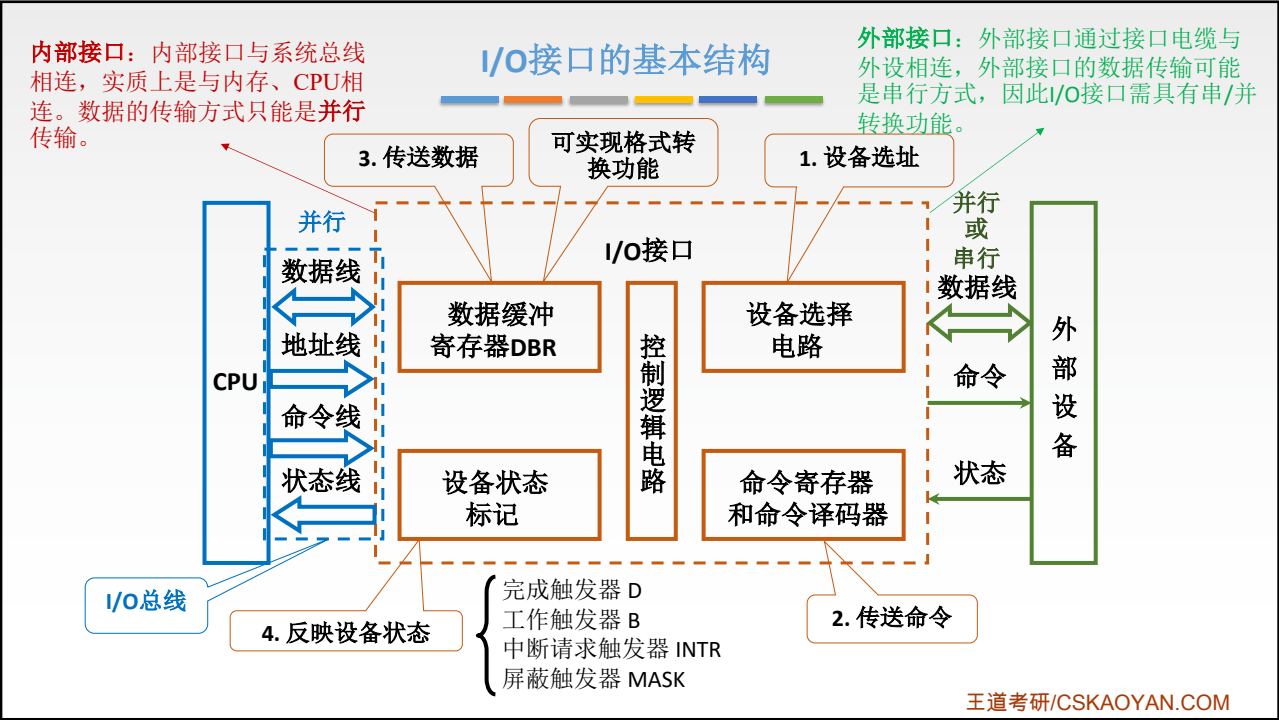 I/O接口的基本结构
内部接口：内部接口与系统总线
相连，实质上是与内存、CPU相
连。数据的传输方式只能是并行
传输。
外部接口：外部接口通过接口电缆与
外设相连，外部接口的数据传输可能
是串行方式，因此I/O接口需具有串/并
转换功能。
3. 传送数据
可实现格式转
换功能
1. 设备选址
并行
数据线
地址线
命令线
状态线
CPU
I/O接口
数据缓冲
寄存器DBR
控
制
逻
辑
电
路
设备选择
电路
设备状态
标记
命令寄存器
和命令译码器
并行
或
串行
数据线
命令
状态
外
部
设
备
I/O总线
4. 反映设备状态
完成触发器 D
工作触发器 B
中断请求触发器 INTR
屏蔽触发器 MASK
2. 传送命令
王道考研/CSKAOYAN.COM